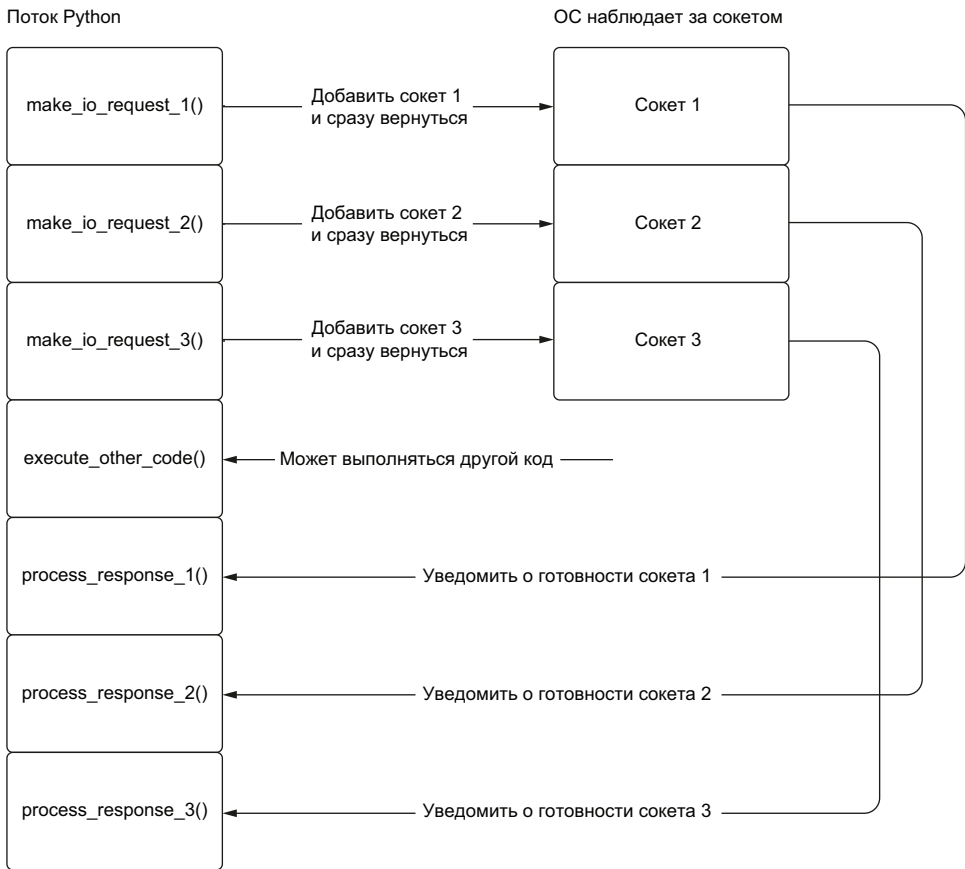 Поток Python
ОС наблюдает за сокетом
make_io_request_1()
Добавить сокет 1
и сразу вернуться
Сокет 1
make_io_request_2()
Добавить сокет 2
и сразу вернуться
Сокет 2
make_io_request_3()
Добавить сокет 3
и сразу вернуться
Сокет 3
execute_other_code()
Может выполняться другой код
process_response_1()
Уведомить о готовности сокета 1
process_response_2()
Уведомить о готовности сокета 2
process_response_3()
Уведомить о готовности сокета 3